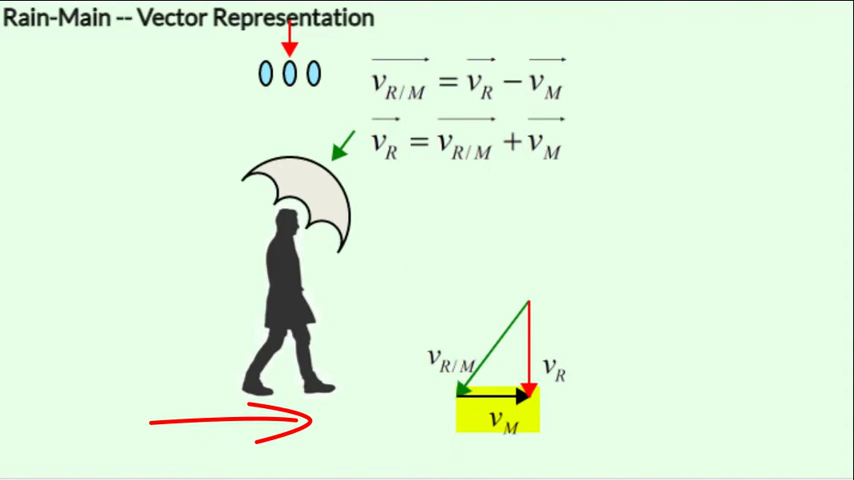 Rain-Main -- Vector Representation
v_{R/M} = v_R − v_M
v_R = v_{R/M} + v_M
v_{R/M}
v_R
v_M